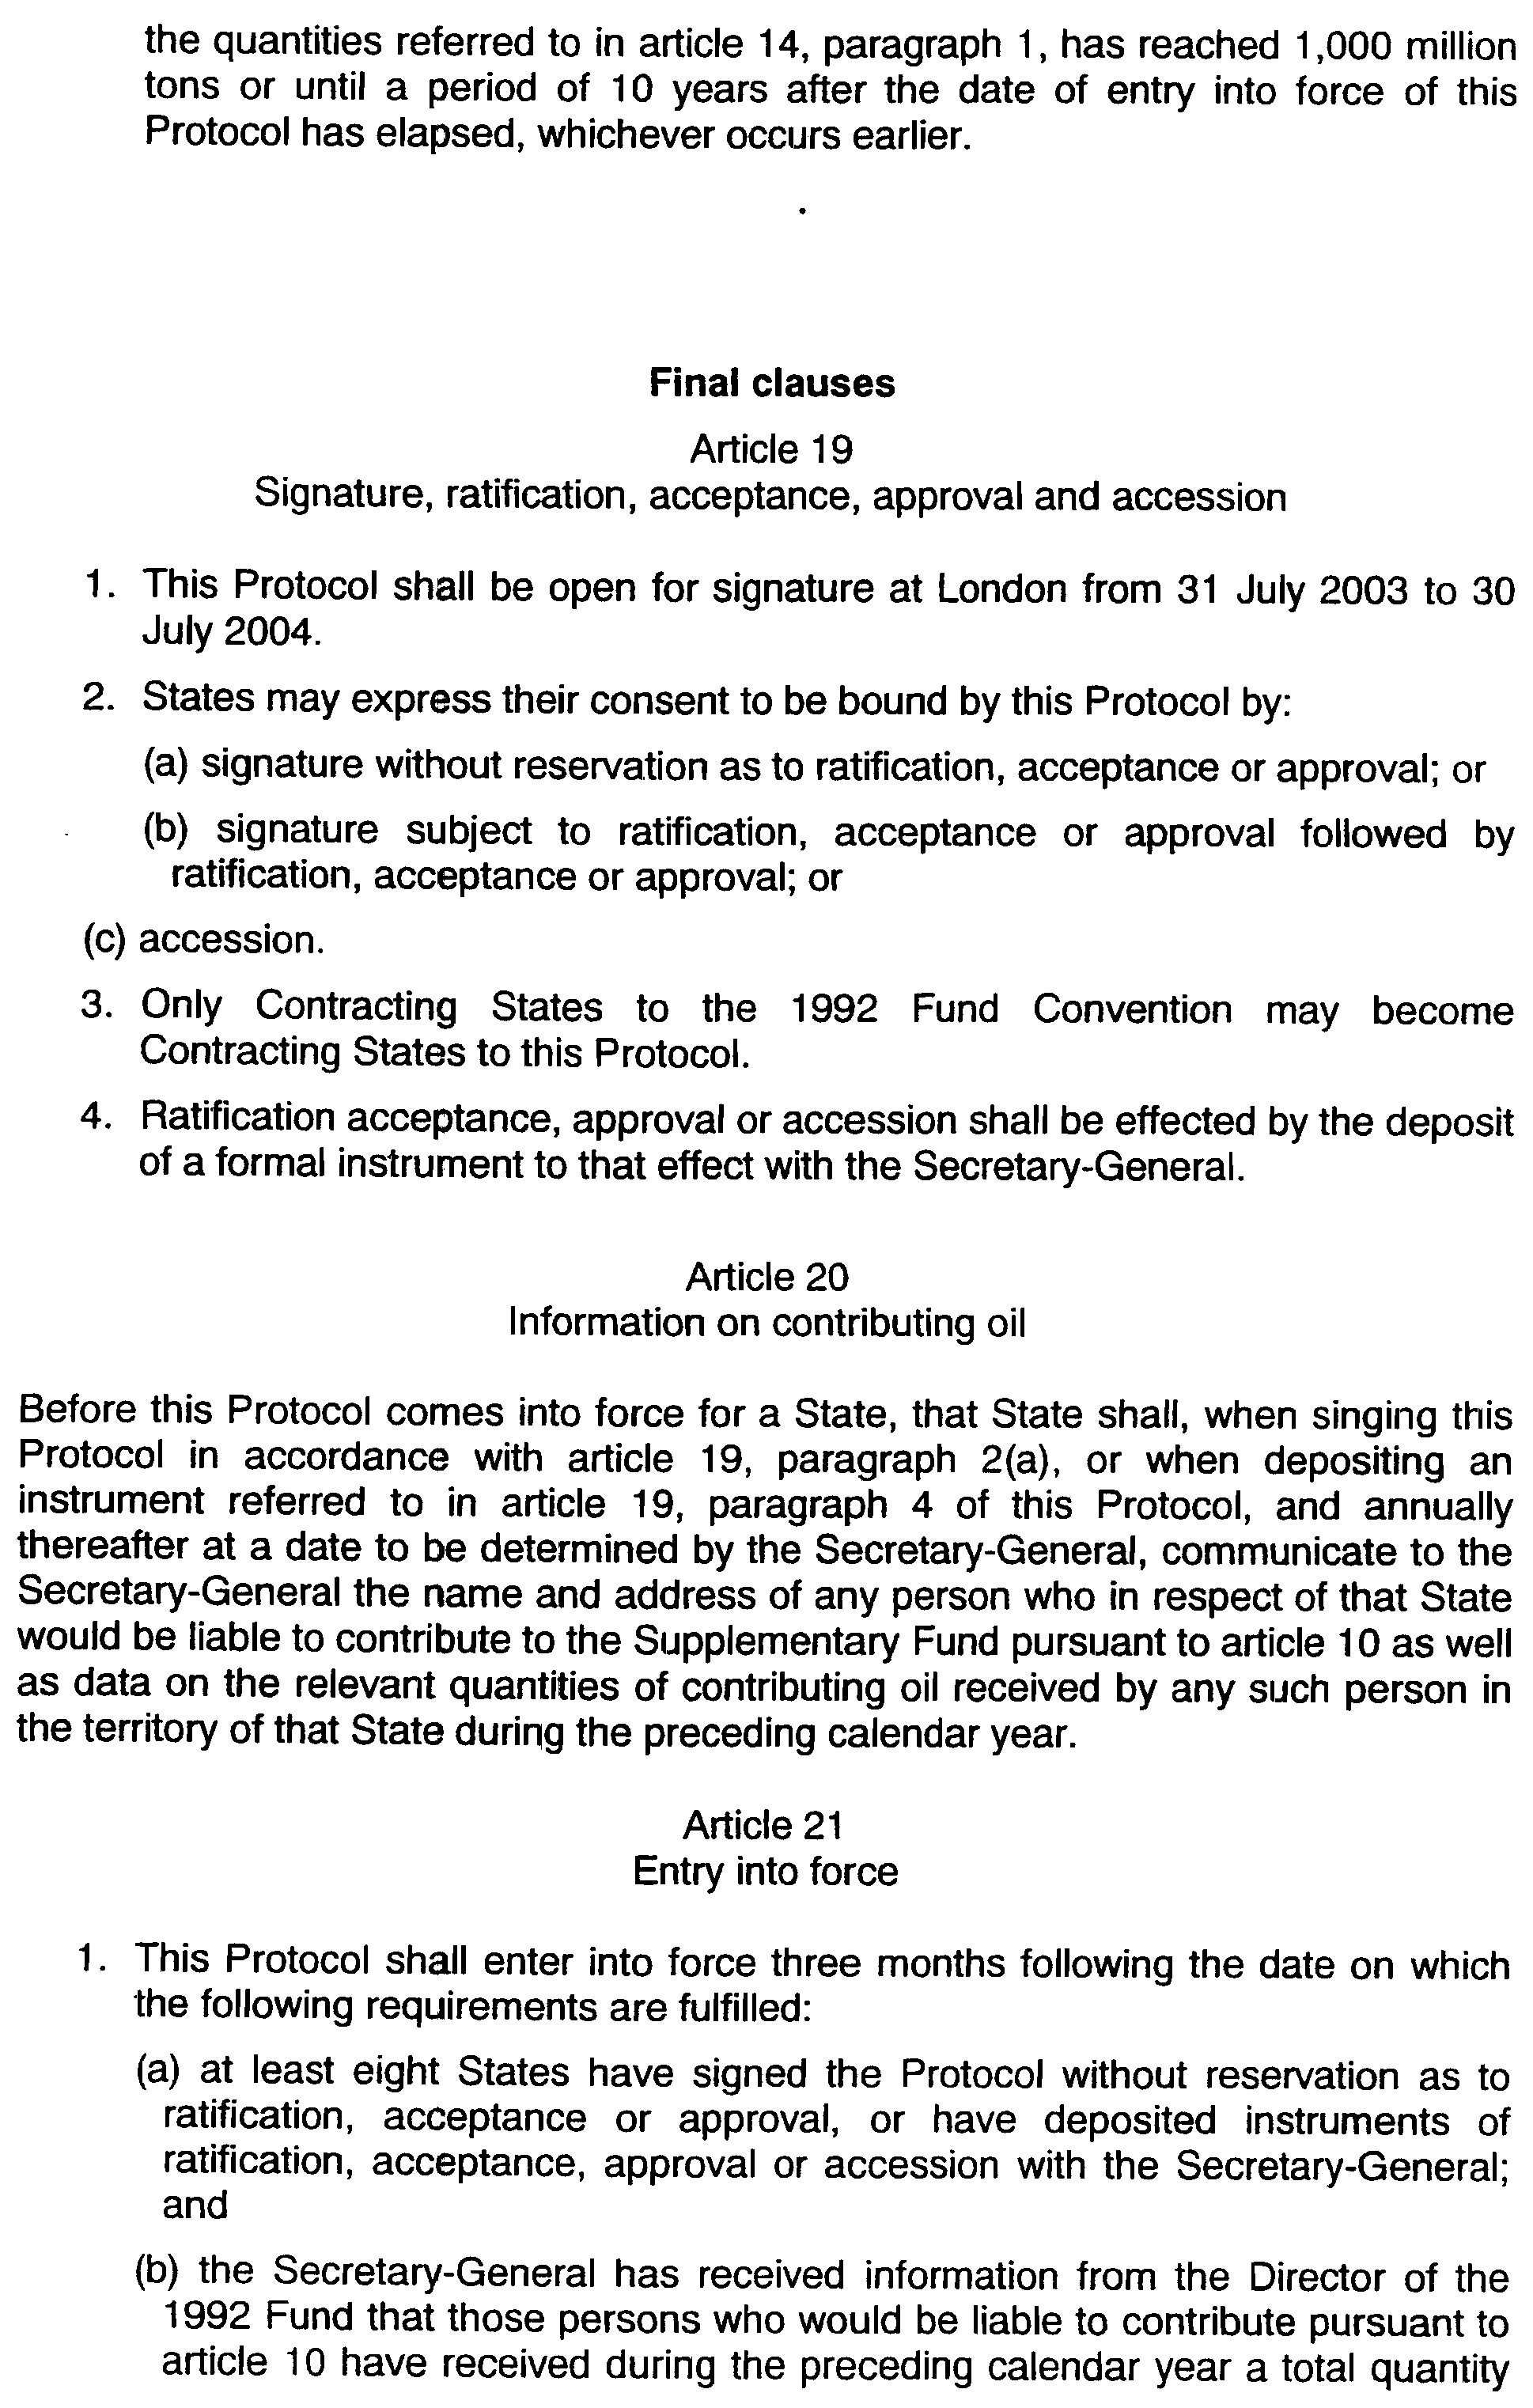 the quantities referred to in article 14, paragraph 1, has reached 1,000 million
tons or until a period of 10 years after the date of entry into force of this
Protocol has elapsed, whichever occurs earlier.
Final clauses
Article 19
Signature, ratification, acceptance, approval and accession
1. This Protocol shall be open for signature at London from 31 July 2003 to 30
July 2004.
2. States may express their consent to be bound by this Protocol by:
(a) signature without reservation as to ratification, acceptance or approval; or
(b) signature subject to ratification, acceptance or approval followed by
ratification, acceptance or approval; or
(c) accession.
3. Only Contracting States to the 1992 Fund Convention may become
Contracting States to this Protocol.
4. Ratification acceptance, approval or accession shall be effected by the deposit
of a formal instrument to that effect with the Secretary-General.
Article 20
Information on contributing oil
Before this Protocol comes into force for a State, that State shall, when singing this
Protocol in accordance with article 19, paragraph 2(a), or when depositing an
instrument referred to in article 19, paragraph 4 of this Protocol, and annually
thereafter at a date to be determined by the Secretary-General, communicate to the
Secretary-General the name and address of any person who in respect of that State
would be liable to contribute to the Supplementary Fund pursuant to article 10 as well
as data on the relevant quantities of contributing oil received by any such person in
the territory of that State during the preceding calendar year.
Article 21
Entry into force
1. This Protocol shall enter into force three months following the date on which
the following requirements are fulfilled:
(a) at least eight States have signed the Protocol without reservation as to
ratification, acceptance or approval, or have deposited instruments of
ratification, acceptance, approval or accession with the Secretary-General;
and
(b) the Secretary-General has received information from the Director of the
1992 Fund that those persons who would be liable to contribute pursuant to
article 10 have received during the preceding calendar year a total quantity